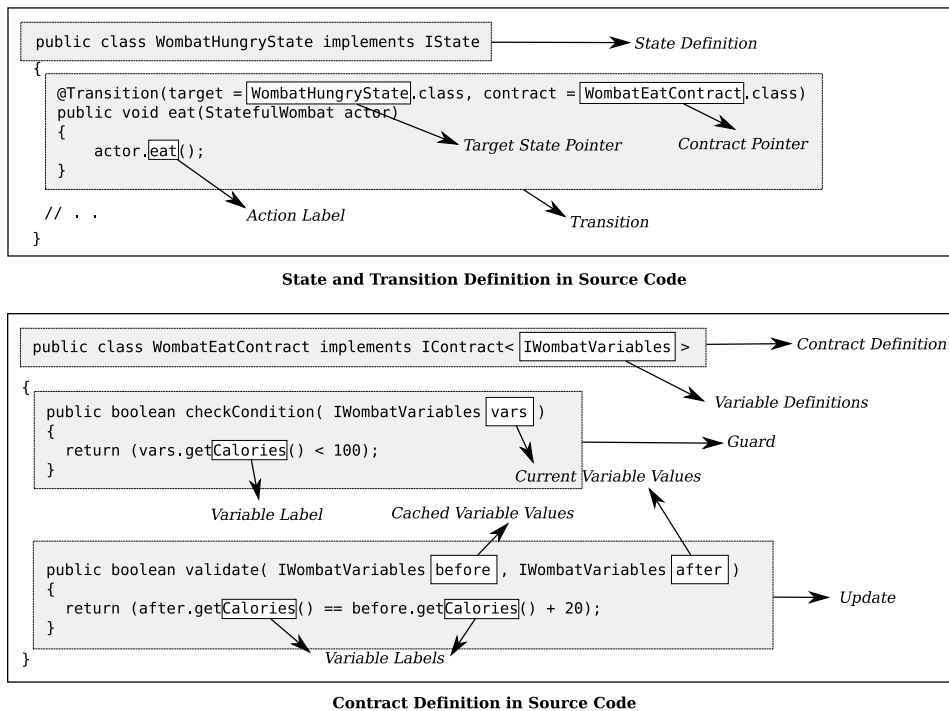 public class WombatHungryState implements IState
State Definition
{
@Transition(target = WombatHungryState.class, contract = WombatEatContract.class)
public void eat(StatefulWombat actor)
{
Target State Pointer
Contract Pointer
actor.eat();
}
// . .
Action Label
Transition
}
State and Transition Definition in Source Code
public class WombatEatContract implements IContract< IWombatVariables >
Contract Definition
{
Variable Definitions
public boolean checkCondition( IWombatVariables vars )
{
Guard
return (vars.getCalories() < 100);
}
Current Variable Values
Variable Label
Cached Variable Values
public boolean validate( IWombatVariables before , IWombatVariables after )
{
Update
return (after.getCalories() == before.getCalories() + 20);
}
Variable Labels
}
Contract Definition in Source Code